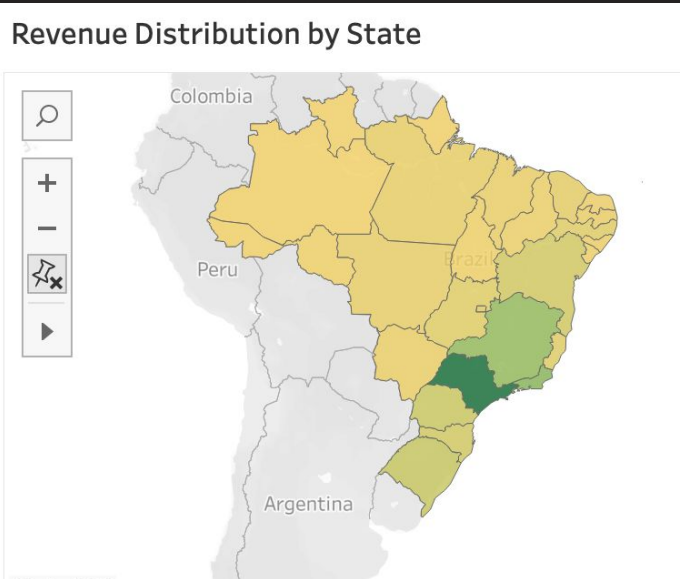 Revenue Distribution by State
Colombia
Brazil
Peru
Argentina